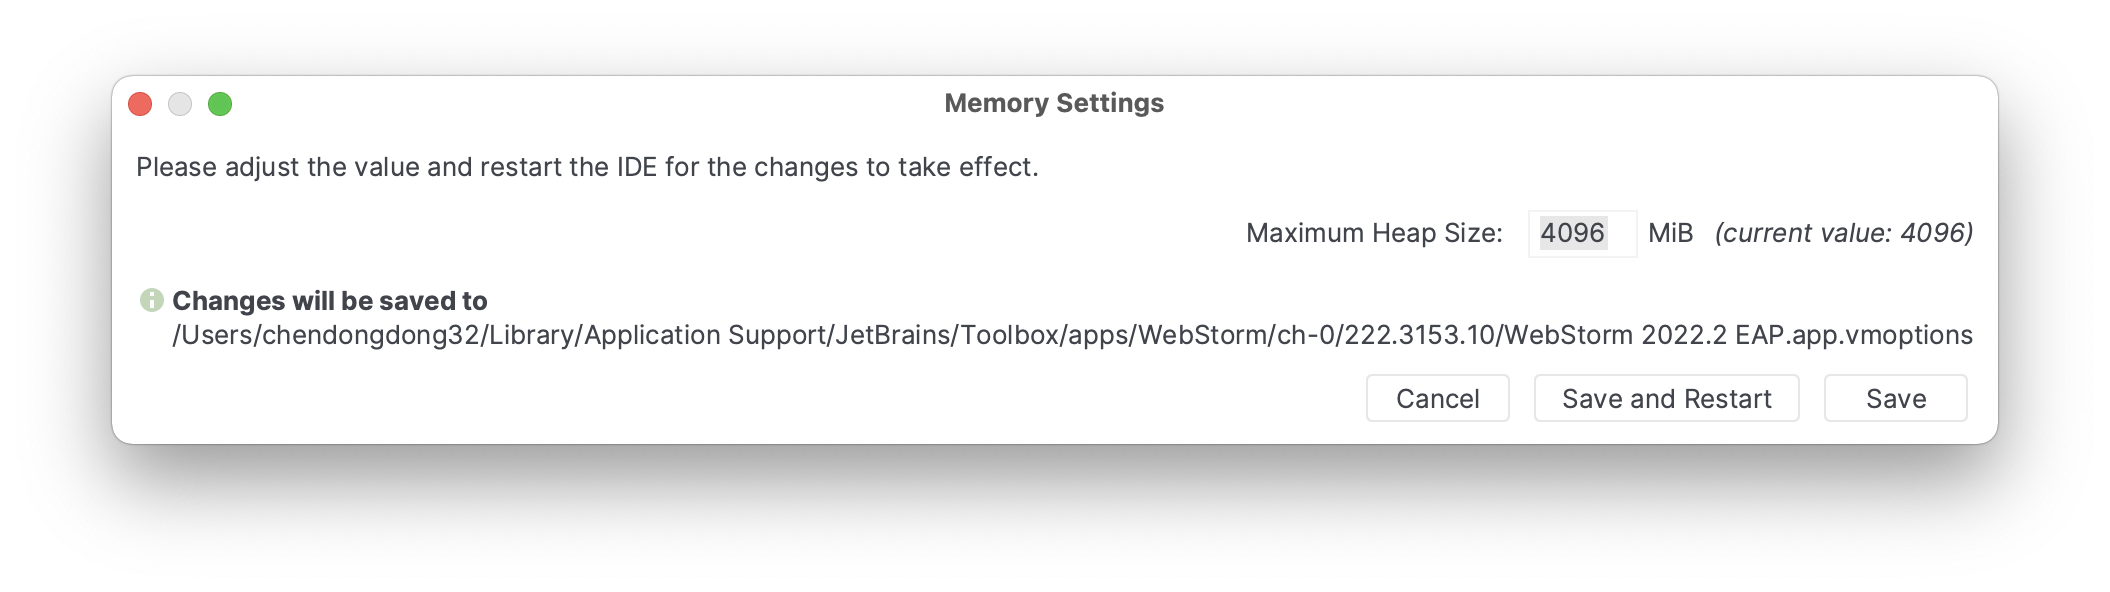 Memory Settings
Please adjust the value and restart the IDE for the changes to take effect.
Maximum Heap Size: 4096 MiB (current value: 4096)
Changes will be saved to
/Users/chendongdong32/Library/Application Support/JetBrains/Toolbox/apps/WebStorm/ch-0/222.3153.10/WebStorm 2022.2 EAP.app.vmoptions
Cancel Save and Restart Save